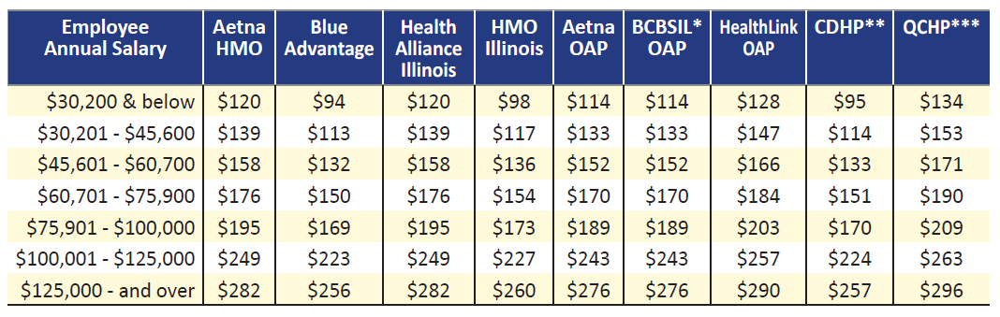 Employee Annual Salary Aetna HMO Blue Advantage Health Alliance Illinois HMO Illinois Aetna OAP BCBSIL* OAP HealthLink OAP CDHP** QCHP***
$30,200 & below $120 $94 $120 $98 $114 $114 $128 $95 $134
$30,201 - $45,600 $139 $113 $139 $117 $133 $133 $147 $114 $153
$45,601 - $60,700 $158 $132 $158 $136 $152 $152 $166 $133 $171
$60,701 - $75,900 $176 $150 $176 $154 $170 $170 $184 $151 $190
$75,901 - $100,000 $195 $169 $195 $173 $189 $189 $203 $170 $209
$100,001 - $125,000 $249 $223 $249 $227 $243 $243 $257 $224 $263
$125,000 - and over $282 $256 $282 $260 $276 $276 $290 $257 $296